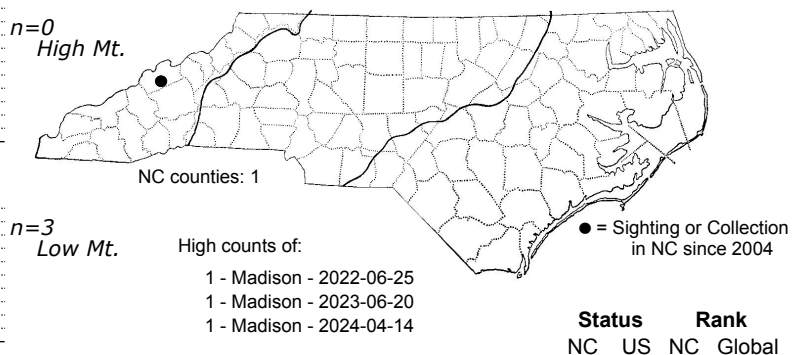 n=0
High Mt.
NC counties: 1
n=3
Low Mt.
High counts of:
1 - Madison - 2022-06-25
1 - Madison - 2023-06-20
1 - Madison - 2024-04-14
● = Sighting or Collection
in NC since 2004
Status Rank
NC US NC Global